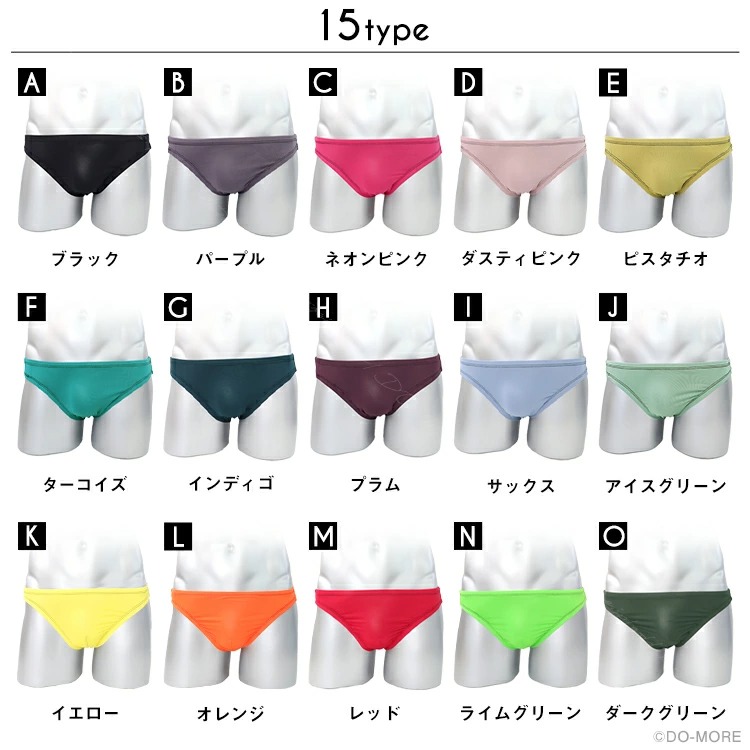 15type
A B C D E
ブラック パープル ネオンピンク ダスティピンク ピスタチオ
F G H I J
ターコイズ インディゴ プラム サックス アイスグリーン
K L M N O
イエロー オレンジ レッド ライムグリーン ダークグリーン
©DO-MORE